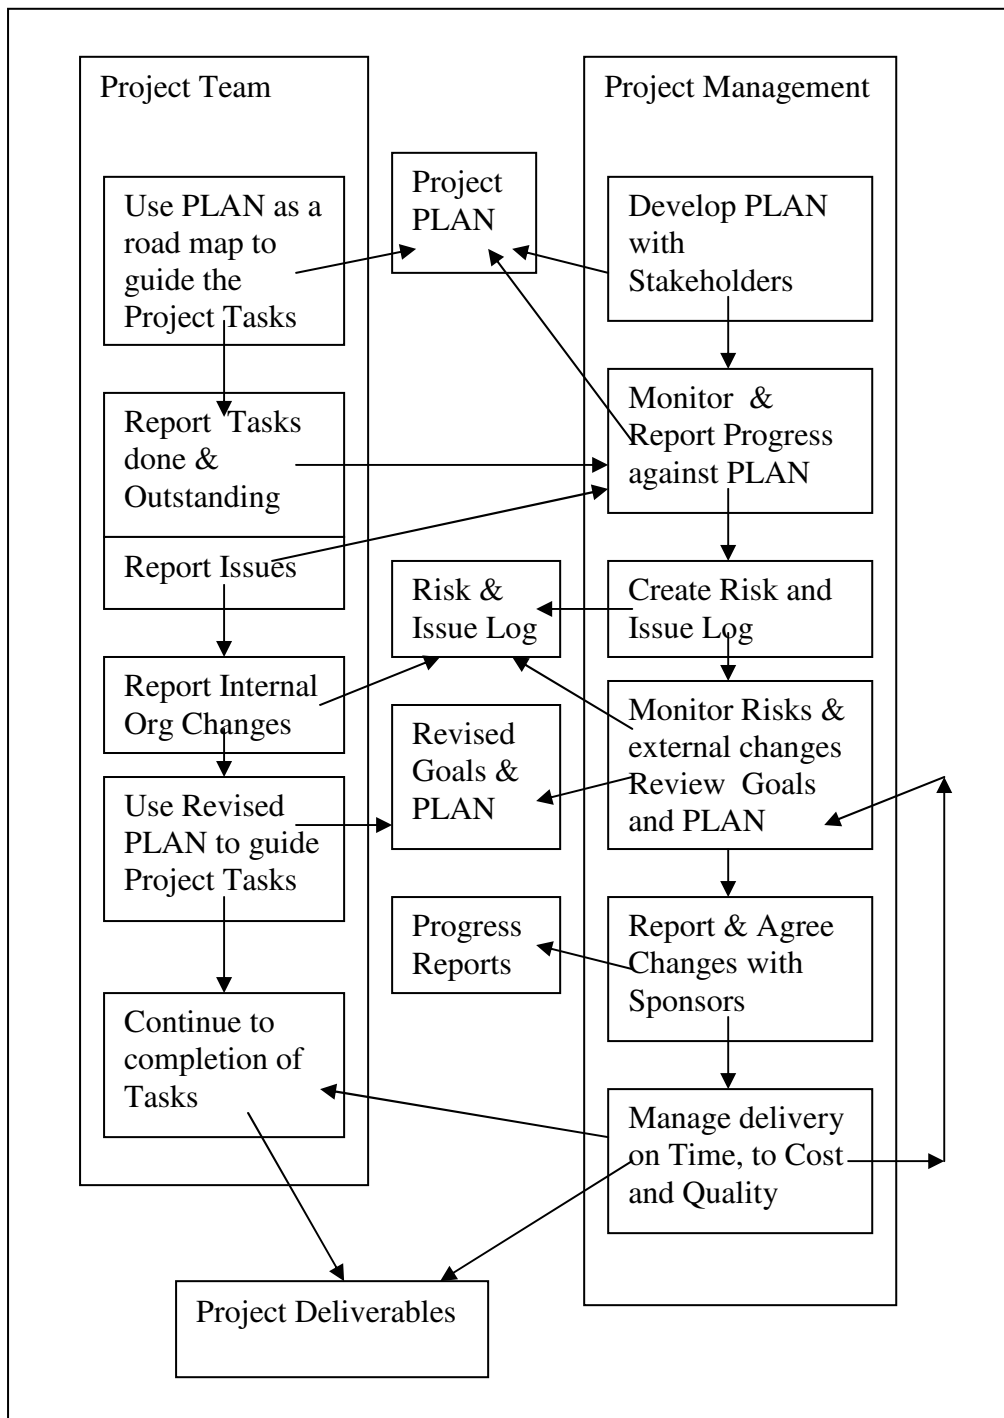 Project Team
Use PLAN as a
road map to
guide the
Project Tasks
Report Tasks
done &
Outstanding
Report Issues
Report Internal
Org Changes
Use Revised
PLAN to guide
Project Tasks
Continue to
completion of
Tasks
Project
PLAN
Risk &
Issue Log
Revised
Goals &
PLAN
Progress
Reports
Project Management
Develop PLAN
with
Stakeholders
Monitor &
Report Progress
against PLAN
Create Risk and
Issue Log
Monitor Risks &
external changes
Review Goals
and PLAN
Report & Agree
Changes with
Sponsors
Manage delivery
on Time, to Cost
and Quality
Project Deliverables